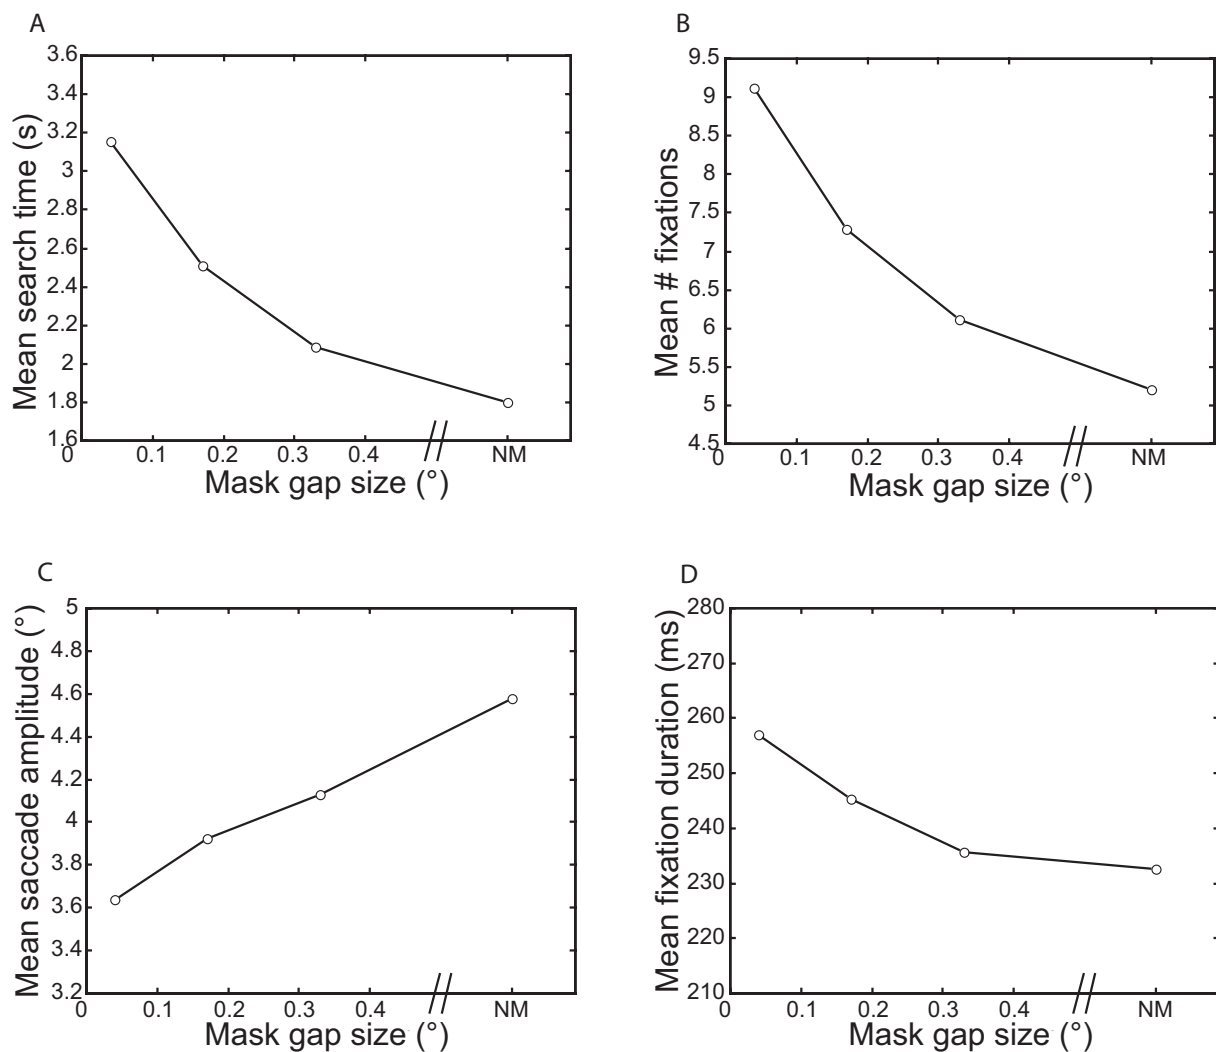 A
Mean search time (s)
3.6
3.4
3.2
3
2.8
2.6
2.4
2.2
2
1.8
1.6
0 0.1 0.2 0.3 0.4 NM
Mask gap size (°)
B
Mean # fixations
9.5
9
8.5
8
7.5
7
6.5
6
5.5
5
4.5
0 0.1 0.2 0.3 0.4 NM
Mask gap size (°)
C
Mean saccade amplitude (°)
5
4.8
4.6
4.4
4.2
4
3.8
3.6
3.4
3.2
0 0.1 0.2 0.3 0.4 NM
Mask gap size (°)
D
Mean fixation duration (ms)
280
270
260
250
240
230
220
210
0 0.1 0.2 0.3 0.4 NM
Mask gap size (°)